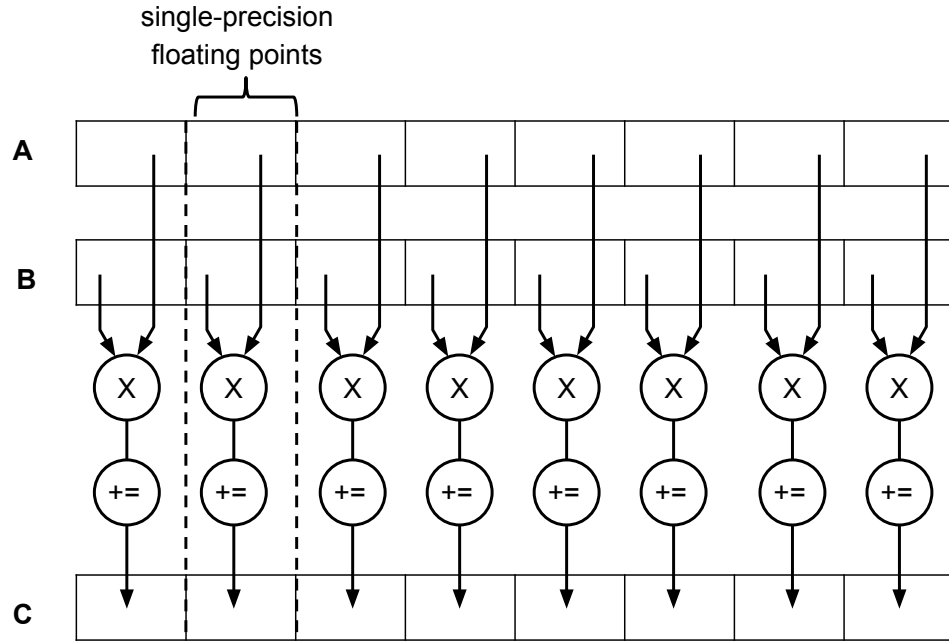 single-precision
floating points
A
B
X X X X X X X X
+= += += += += += += +=
C